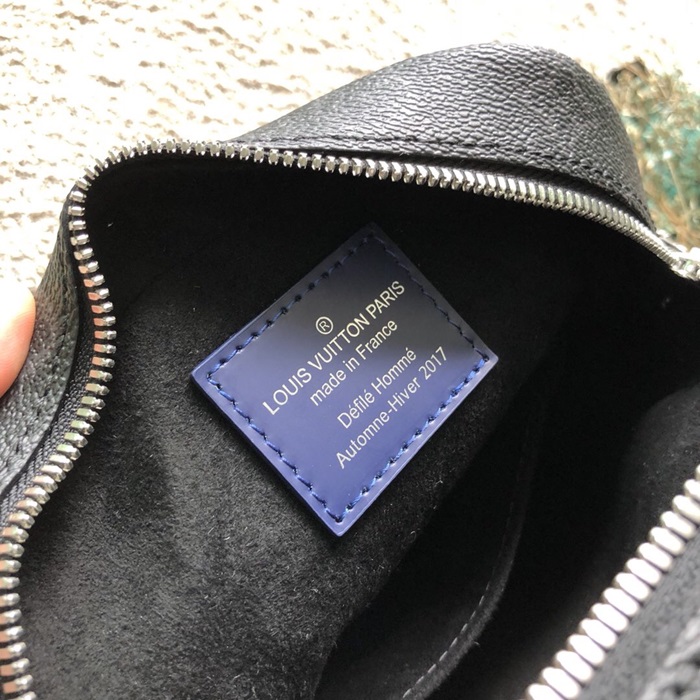 ®
LOUIS VUITTON PARIS
made in France
Défilé Hommé
Automne-Hiver 2017